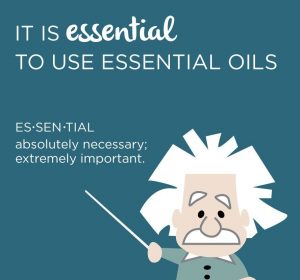 IT IS essential
TO USE ESSENTIAL OILS
ES·SEN·TIAL
absolutely necessary;
extremely important.